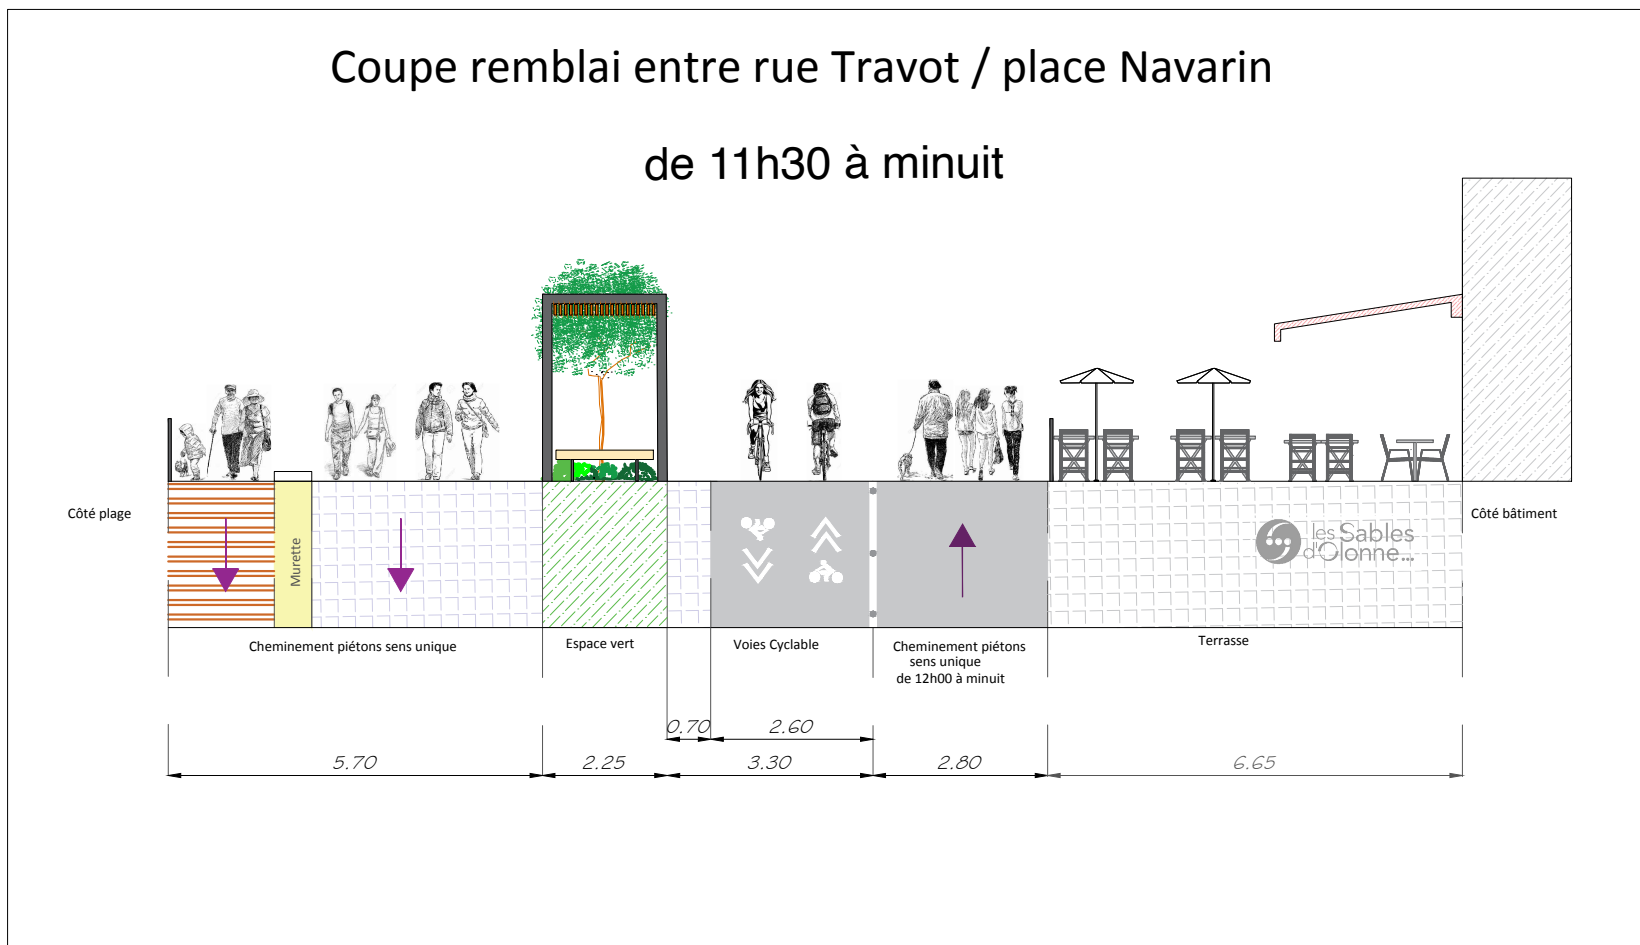 Coupe remblai entre rue Travot / place Navarin
de 11h30 à minuit
Côté plage
Murette
les Sables
d'Olonne...
Côté bâtiment
Cheminement piétons sens unique
Espace vert
Voies Cyclable
Cheminement piétons
sens unique
de 12h00 à minuit
Terrasse
0.70
2.60
5.70
2.25
3.30
2.80
6.65